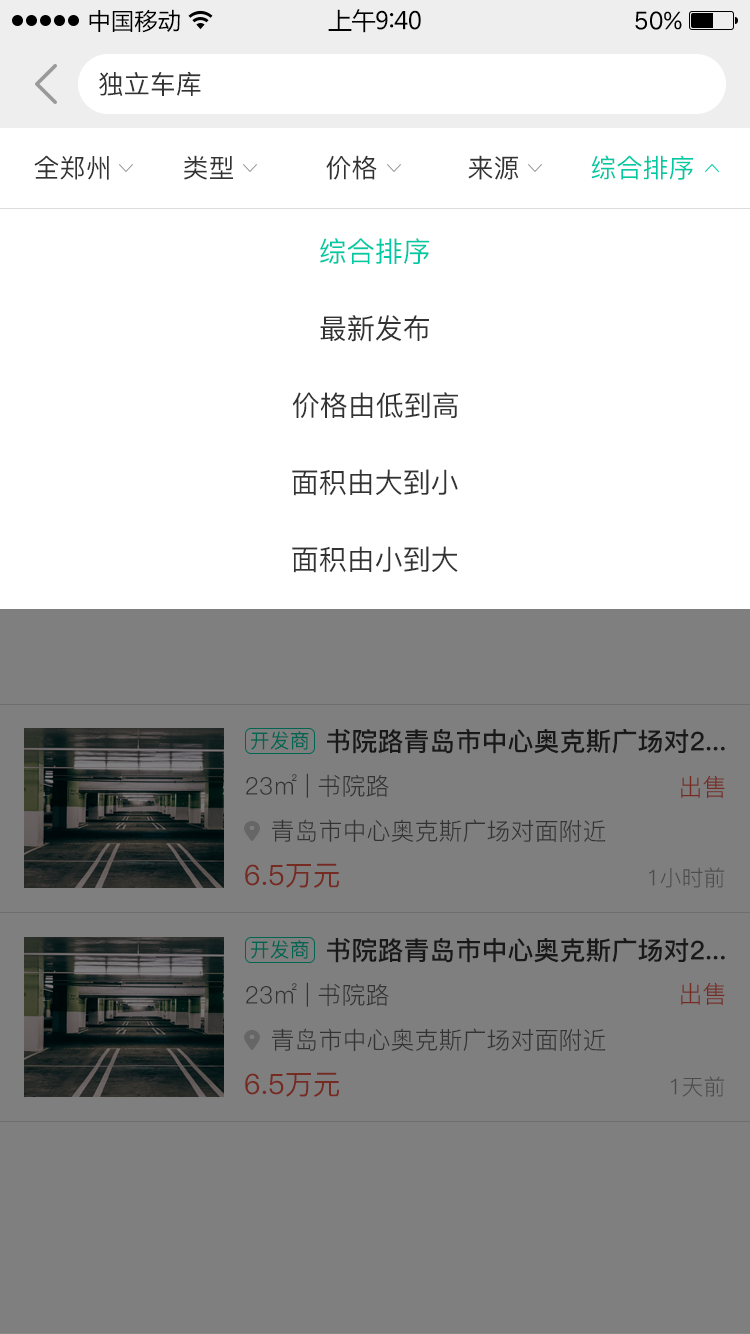 中国移动 上午9:40 50%
独立车库
全郑州 类型 价格 来源 综合排序
综合排序
最新发布
价格由低到高
面积由大到小
面积由小到大
开发商 书院路青岛市中心奥克斯广场对2...
23㎡ | 书院路 出售
青岛市中心奥克斯广场对面附近
6.5万元 1小时前
开发商 书院路青岛市中心奥克斯广场对2...
23㎡ | 书院路 出售
青岛市中心奥克斯广场对面附近
6.5万元 1天前